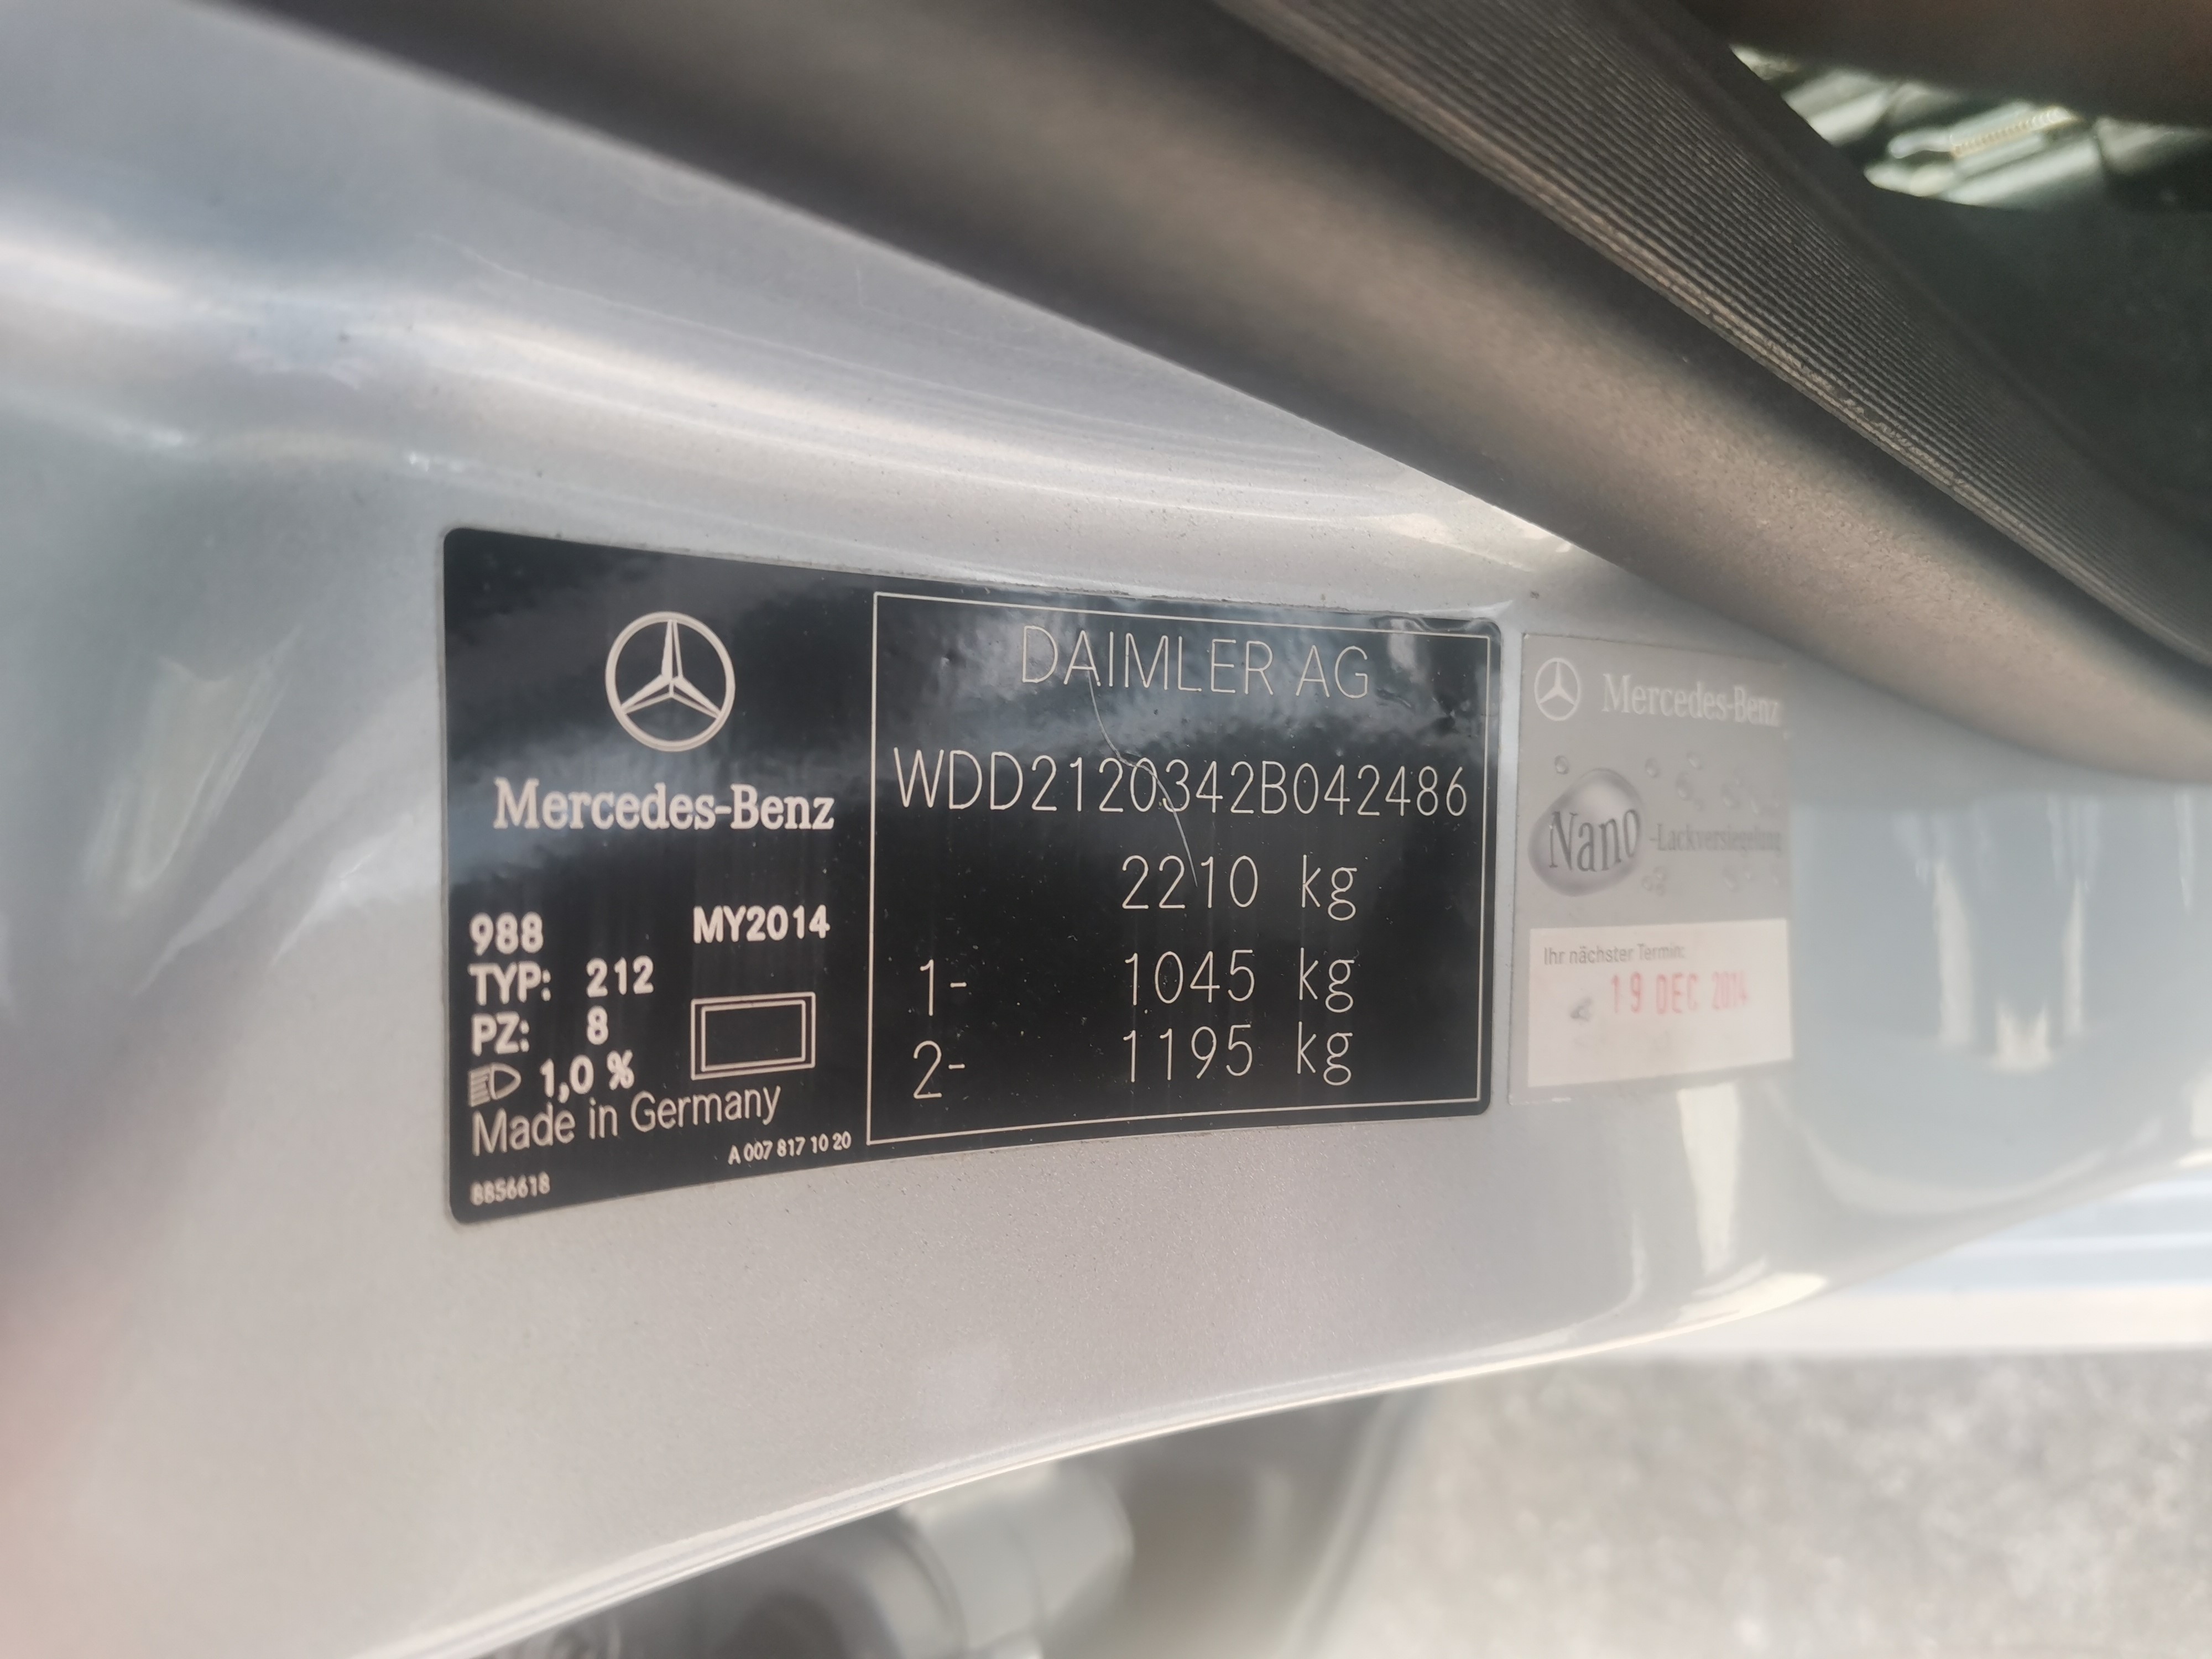 Mercedes-Benz
988 MY2014
TYP: 212
PZ: 8
1,0 %
Made in Germany
A 007 817 10 20
8856618
DAIMLER AG
WDD2120342B042486
2210 kg
1- 1045 kg
2- 1195 kg
Mercedes-Benz
Nano -Lackversiegelung
Ihr nächster Termin:
19 DEC 2014